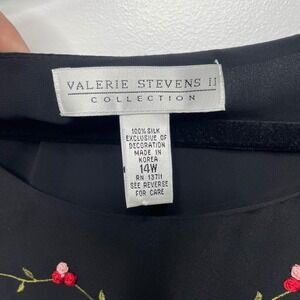 VALERIE STEVENS II
COLLECTION
100% SILK
EXCLUSIVE OF
DECORATION
MADE IN
KOREA
14W
RN 13711
SEE REVERSE
FOR CARE